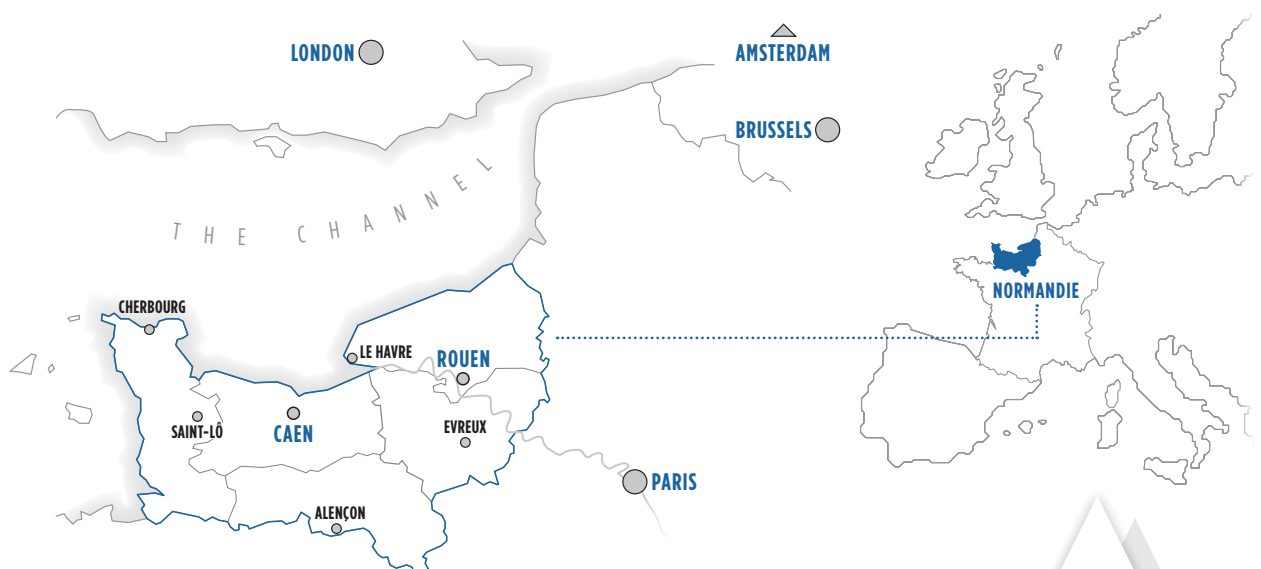 LONDON
AMSTERDAM
BRUSSELS
THE CHANNEL
NORMANDIE
CHERBOURG
LE HAVRE
ROUEN
SAINT-LÔ
CAEN
EVREUX
PARIS
ALENÇON